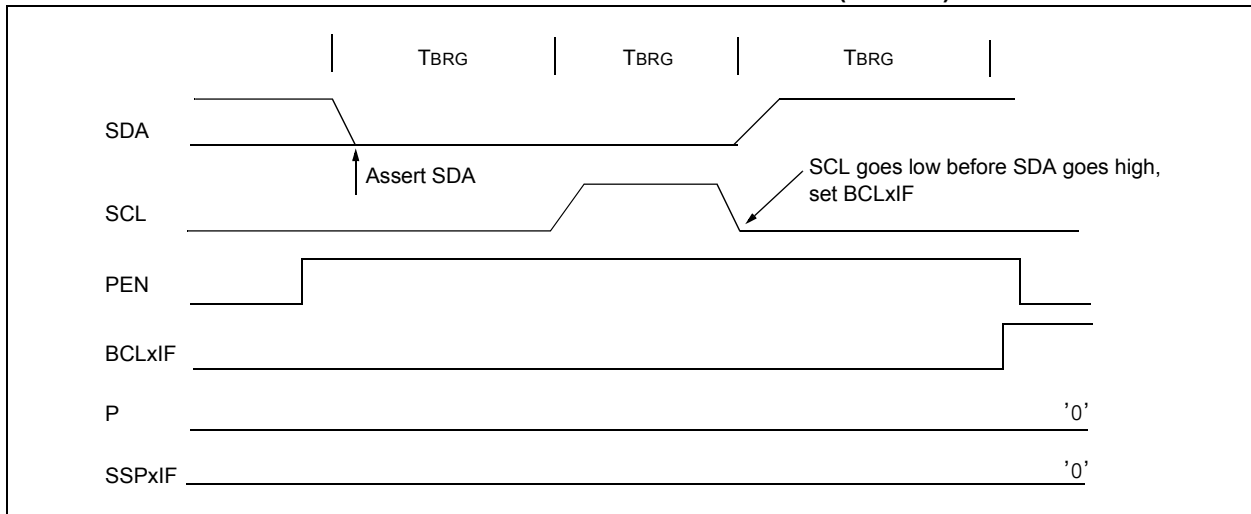 TBRG TBRG TBRG
SDA
Assert SDA
SCL goes low before SDA goes high,
set BCLxIF
SCL
PEN
BCLxIF
P '0'
SSPxIF '0'